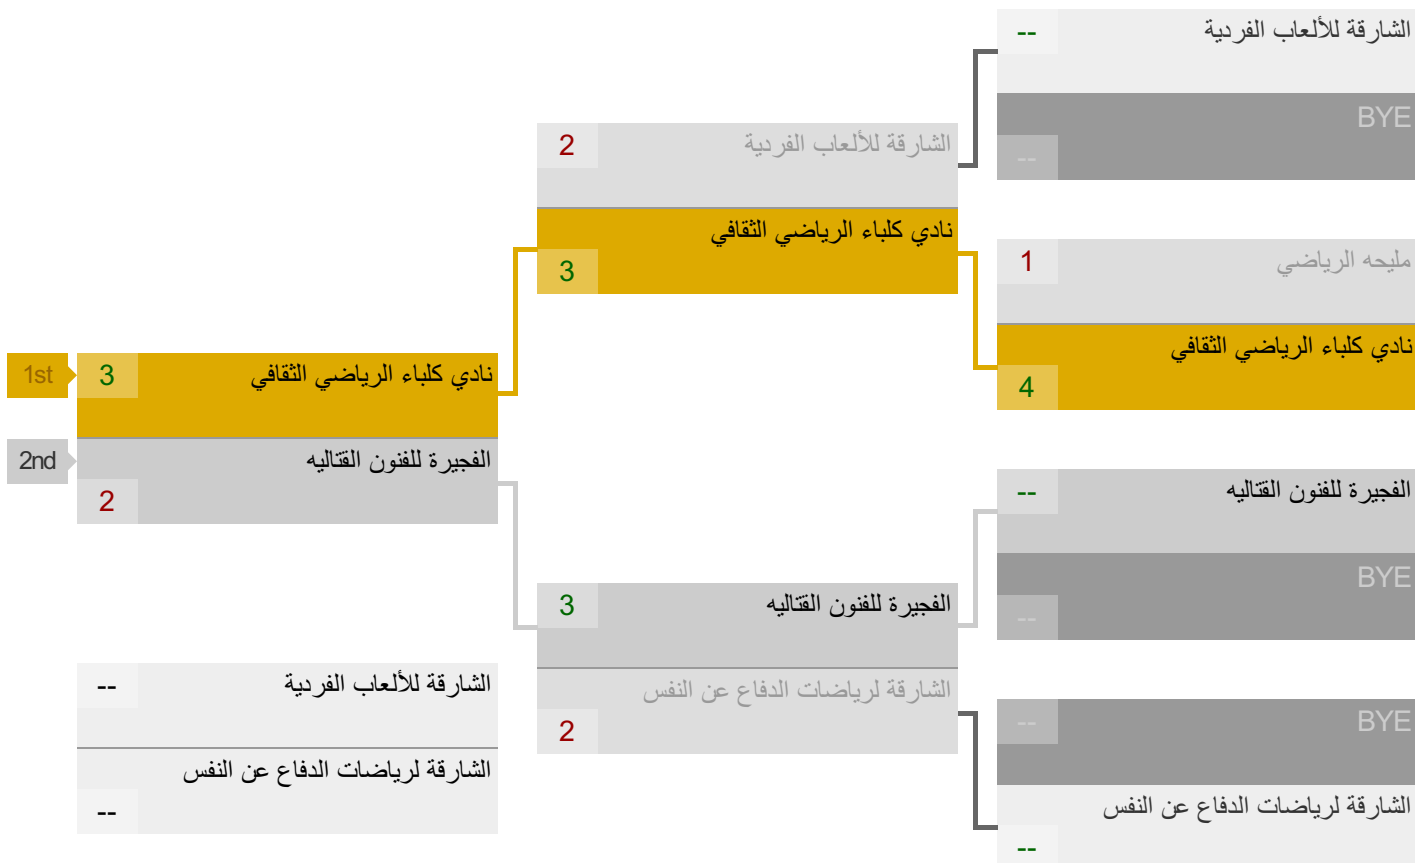 الشارقة للألعاب الفردية
--
BYE
--
مليحه الرياضي
1
نادي كلباء الرياضي الثقافي
4
الفجيرة للفنون القتاليه
--
BYE
--
BYE
--
الشارقة لرياضات الدفاع عن النفس
--
الشارقة للألعاب الفردية
2
نادي كلباء الرياضي الثقافي
3
الفجيرة للفنون القتاليه
3
الشارقة لرياضات الدفاع عن النفس
2
نادي كلباء الرياضي الثقافي
3
1st
الفجيرة للفنون القتاليه
2nd
2
الشارقة للألعاب الفردية
--
الشارقة لرياضات الدفاع عن النفس
--